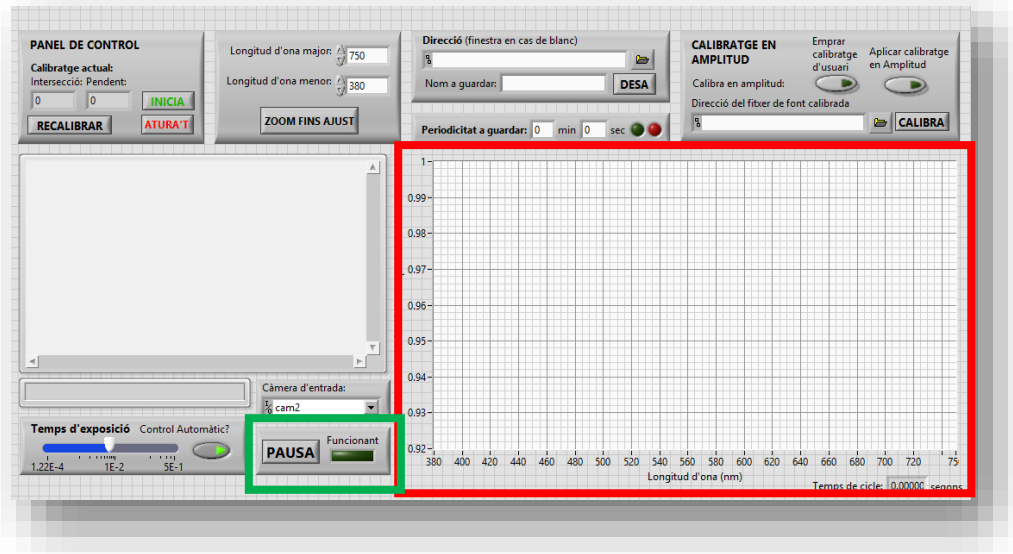 PANEL DE CONTROL
Calibratge actual:
Intersecció: Pendent:
0 0 INICIA
RECALIBRAR ATURA'T
Longitud d'ona major: 750
Longitud d'ona menor: 380
ZOOM FINS AJUST
Direcció (finestra en cas de blanc)
Nom a guardar: DESA
Periodicitat a guardar: 0 min 0 sec
CALIBRATGE EN
AMPLITUD
Emprar
calibratge
d'usuari
Aplicar calibratge
en Amplitud
Calibra en amplitud:
Direcció del fitxer de font calibrada
CALIBRA
1
0.99
0.98
0.97
0.96
0.95
0.94
0.93
0.92
380 400 420 440 460 480 500 520 540 560 580 600 620 640 660 680 700 720
Longitud d'ona (nm)
Temps de cicle: 0,00000 segons
Càmera d'entrada:
cam2
Temps d'exposició Control Automàtic?
1.22E-4 1E-2 5E-1
PAUSA Funcionant